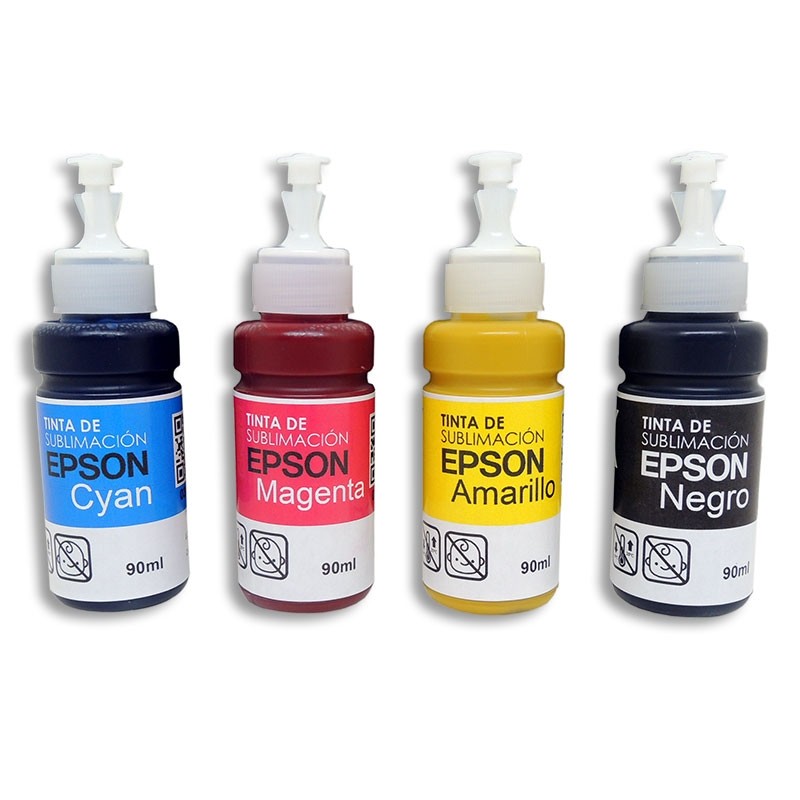 TINTA DE
SUBLIMACIÓN
EPSON
Cyan
90ml
TINTA DE
SUBLIMACIÓN
EPSON
Magenta
90ml
TINTA DE
SUBLIMACIÓN
EPSON
Amarillo
90ml
TINTA DE
SUBLIMACIÓN
EPSON
Negro
90ml